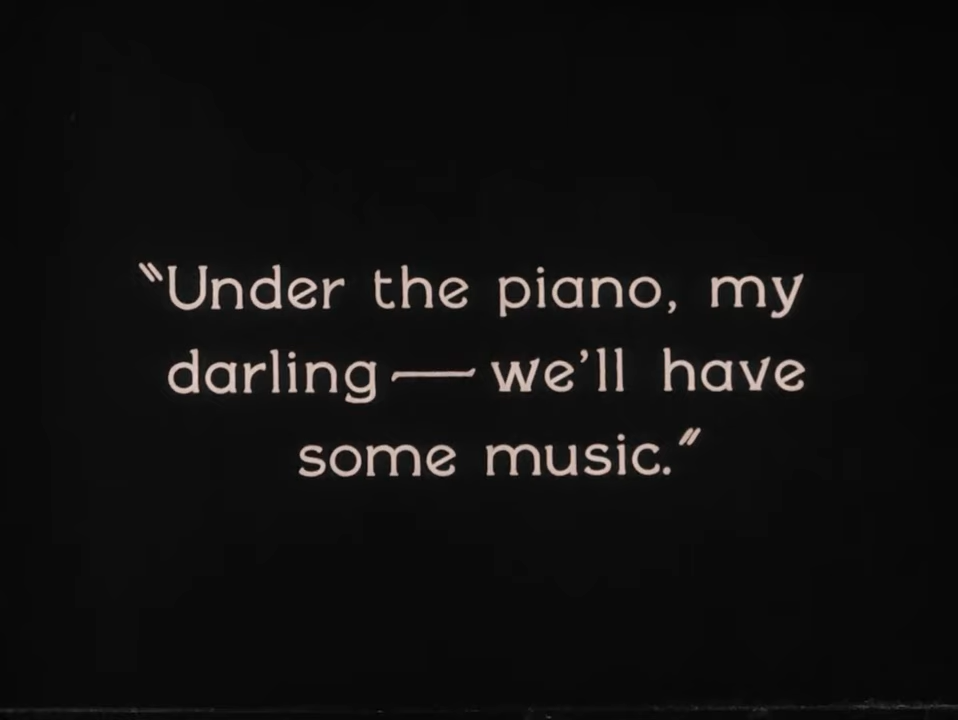 "Under the piano, my
darling — we'll have
some music."